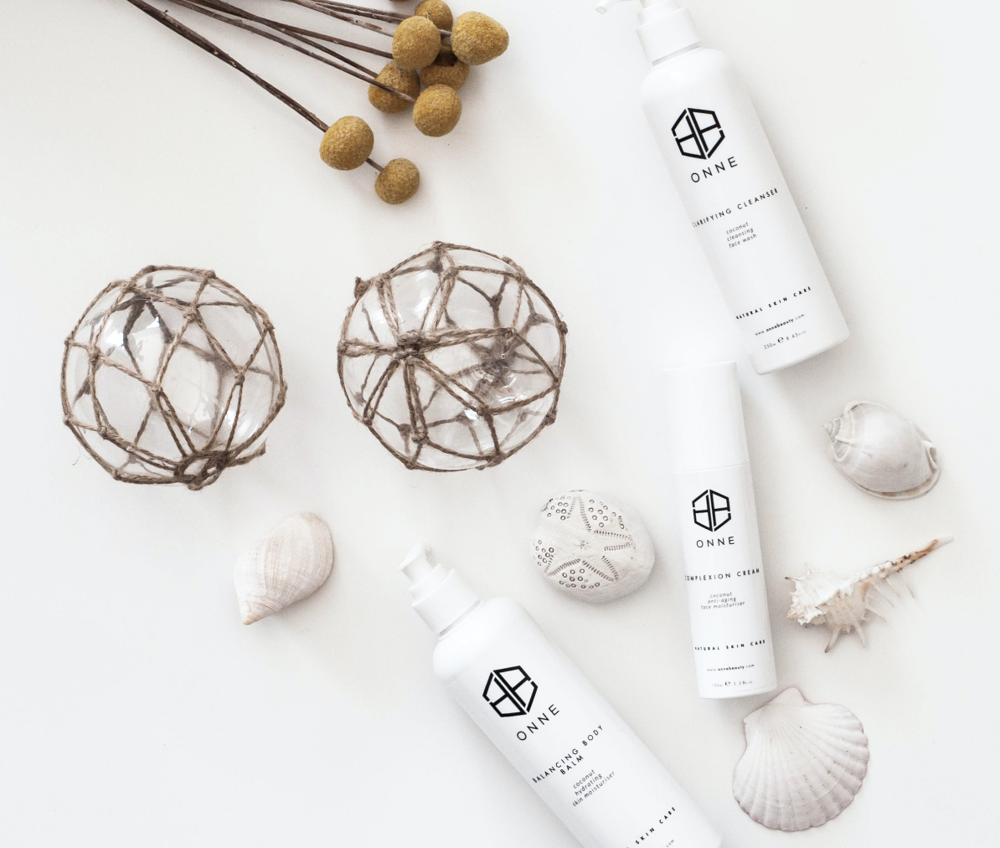 ONNE
CLARIFYING CLEANSER
coconut
cleansing
face wash
NATURAL SKIN CARE
www.onnebeauty.com
250ml ℮ 8.45fl.oz
ONNE
COMPLEXION CREAM
coconut
anti-aging
face moisturiser
NATURAL SKIN CARE
www.onnebeauty.com
ONNE
BALANCING BODY
BALM
coconut
hydrating
skin moisturiser
SKIN CARE
.com